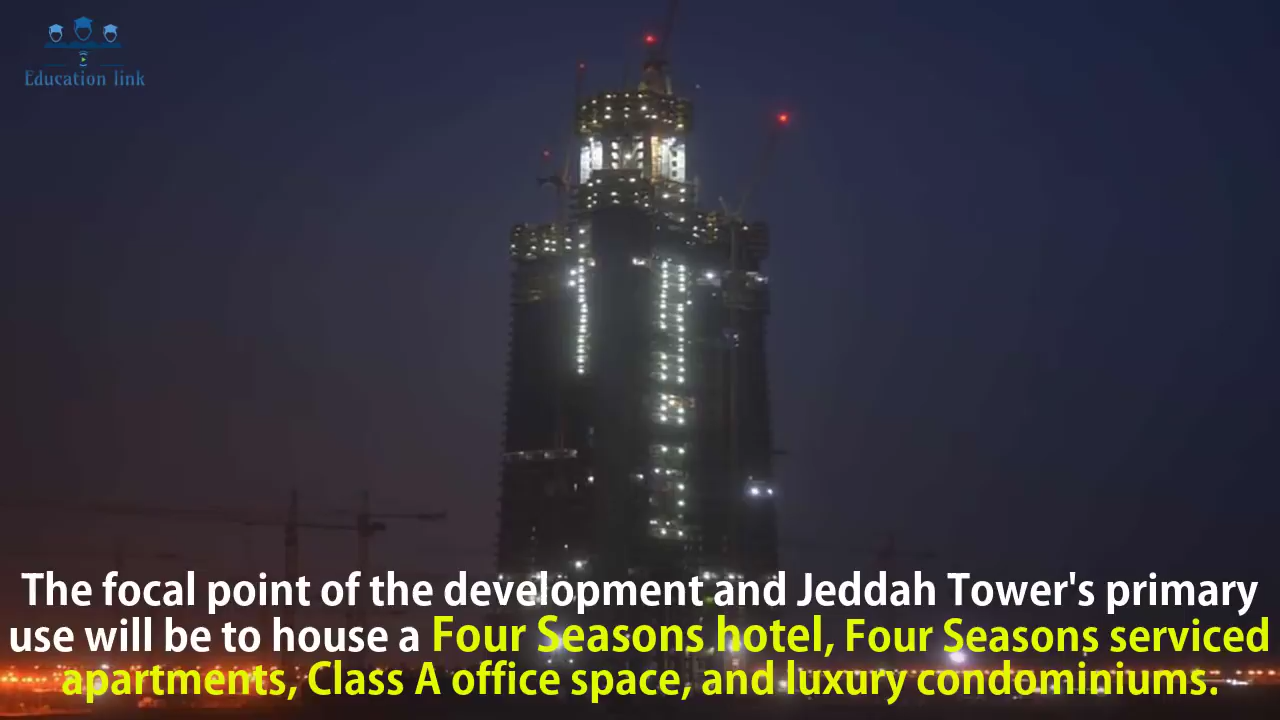 Education link
The focal point of the development and Jeddah Tower's primary
use will be to house a Four Seasons hotel, Four Seasons serviced
apartments, Class A office space, and luxury condominiums.